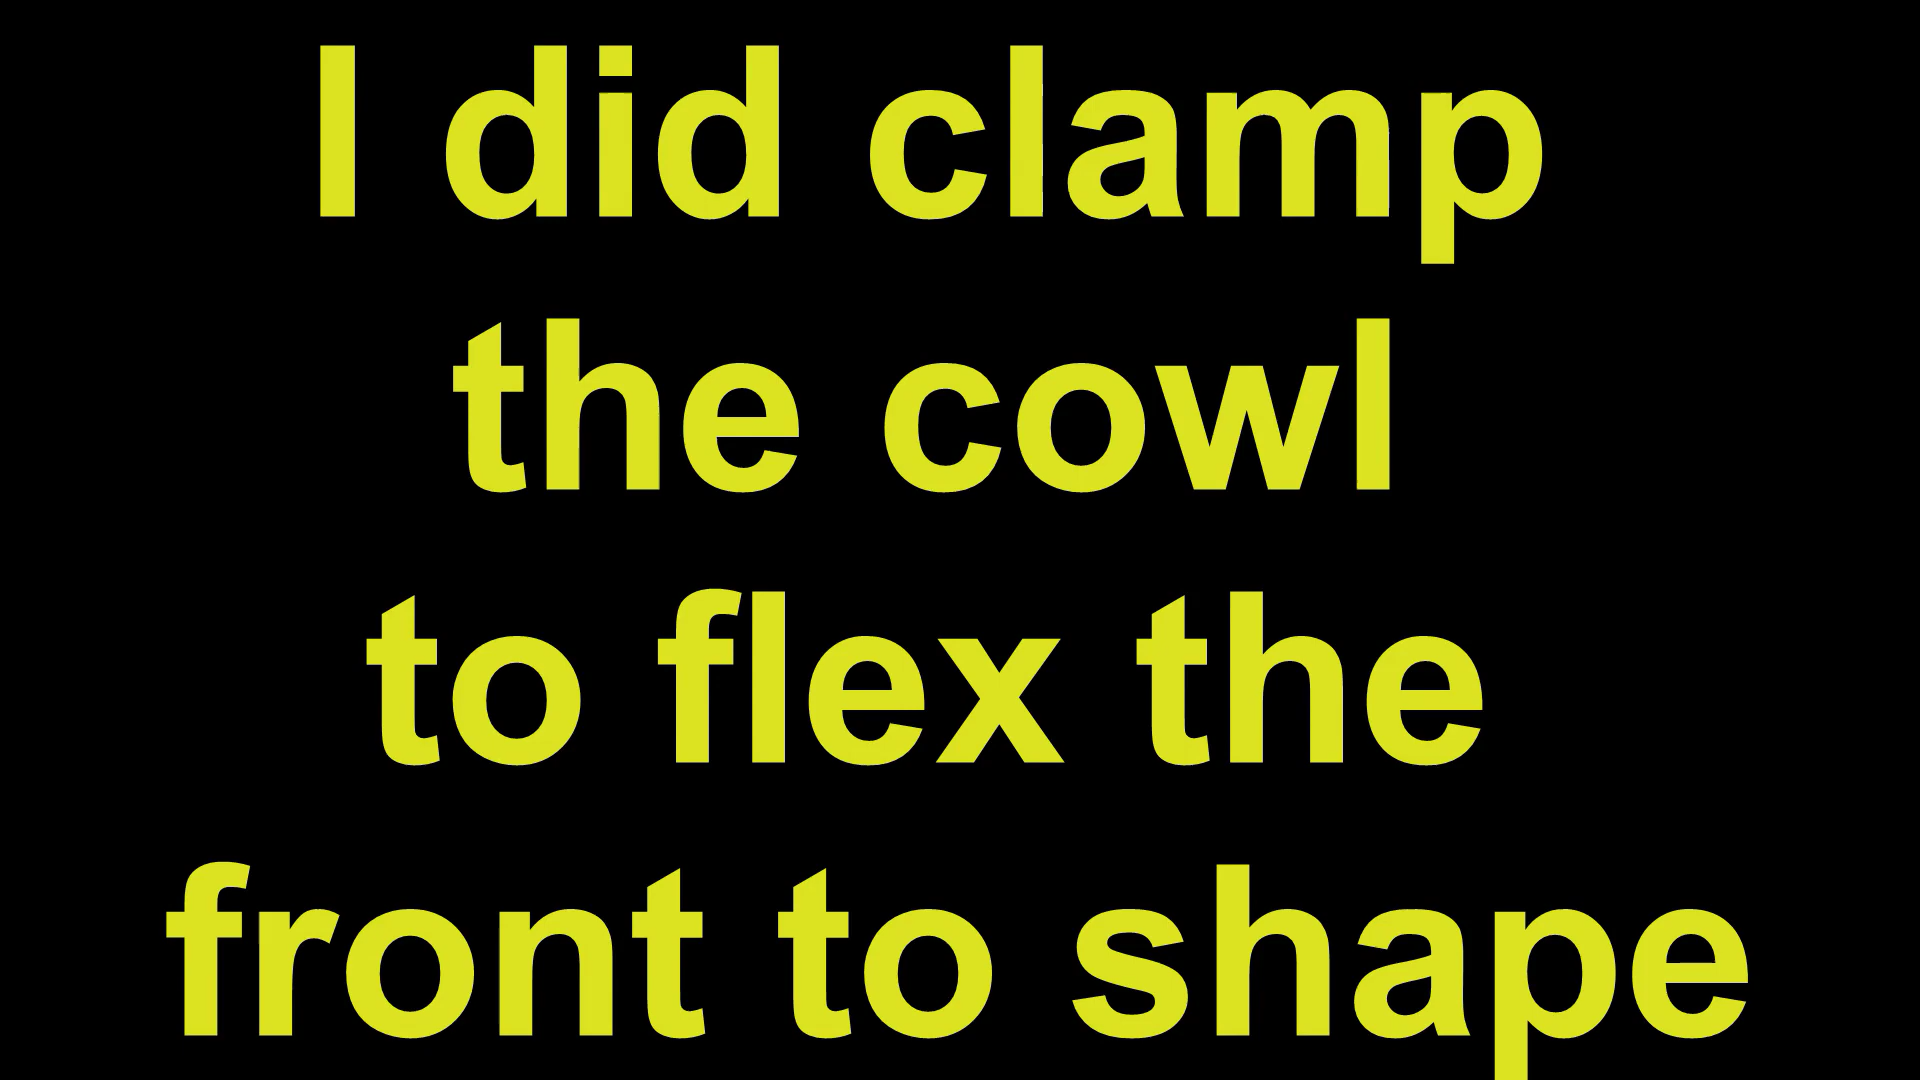 I did clamp
the cowl
to flex the
front to shape